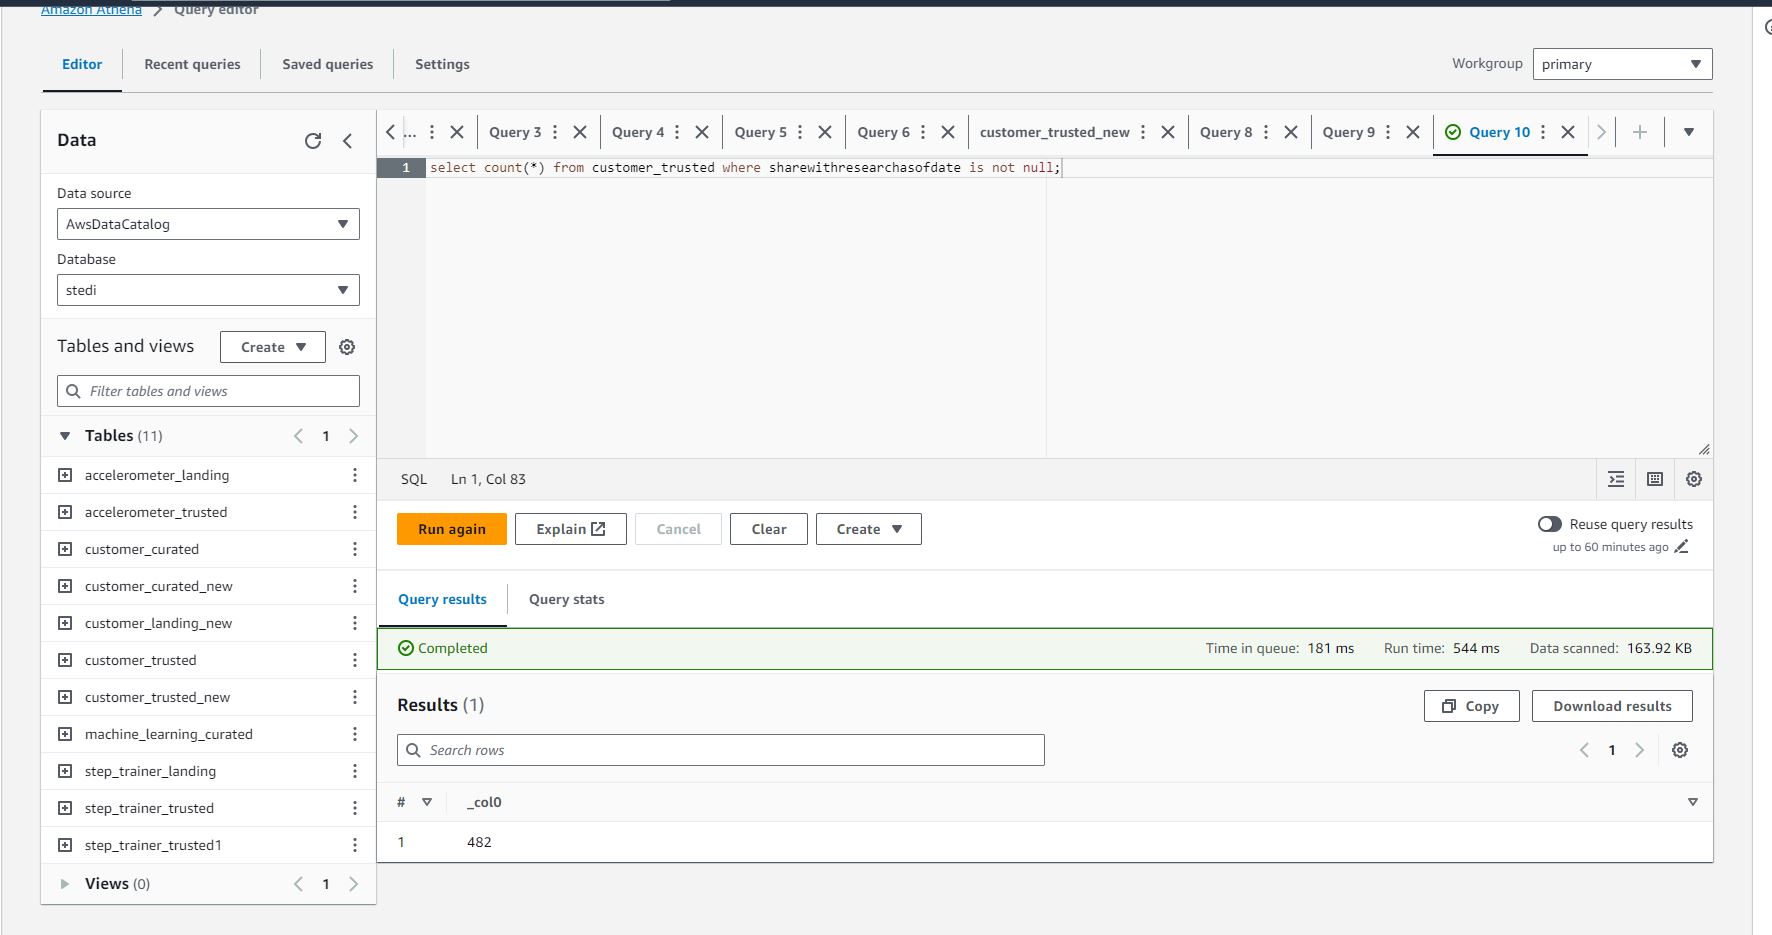 Amazon Athena > Query editor
Editor Recent queries Saved queries Settings
Workgroup primary
Data
Data source
AwsDataCatalog
Database
stedi
Tables and views Create
Filter tables and views
Tables (11) 1
accelerometer_landing
accelerometer_trusted
customer_curated
customer_curated_new
customer_landing_new
customer_trusted
customer_trusted_new
machine_learning_curated
step_trainer_landing
step_trainer_trusted
step_trainer_trusted1
Views (0) 1
... Query 3 Query 4 Query 5 Query 6 customer_trusted_new Query 8 Query 9 Query 10
1 select count(*) from customer_trusted where sharewithresearchasofdate is not null;
SQL Ln 1, Col 83
Run again Explain Cancel Clear Create
Reuse query results
up to 60 minutes ago
Query results Query stats
Completed Time in queue: 181 ms Run time: 544 ms Data scanned: 163.92 KB
Results (1) Copy Download results
Search rows 1
# _col0
1 482